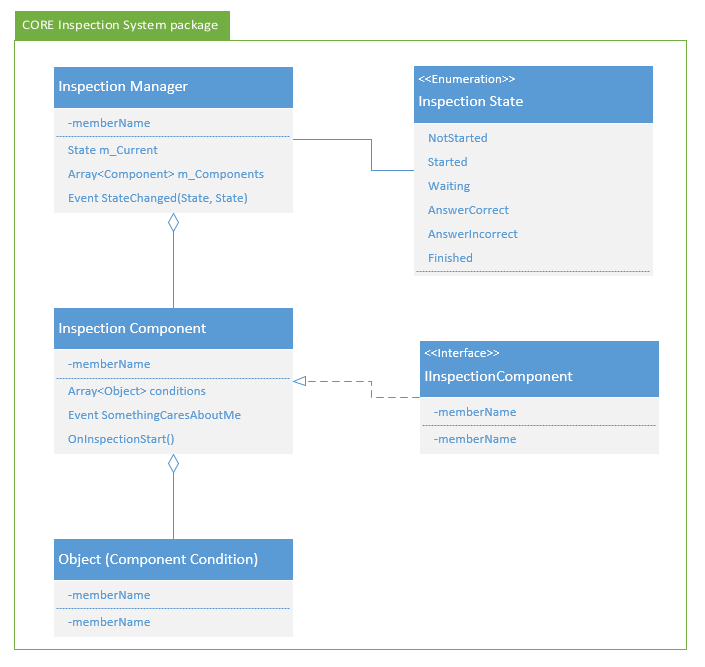 CORE Inspection System package
Inspection Manager
-memberName
State m_Current
Array<Component> m_Components
Event StateChanged(State, State)
<<Enumeration>>
Inspection State
NotStarted
Started
Waiting
AnswerCorrect
AnswerIncorrect
Finished
Inspection Component
-memberName
Array<Object> conditions
Event SomethingCaresAboutMe
OnInspectionStart()
<<Interface>>
IInspectionComponent
-memberName
-memberName
Object (Component Condition)
-memberName
-memberName